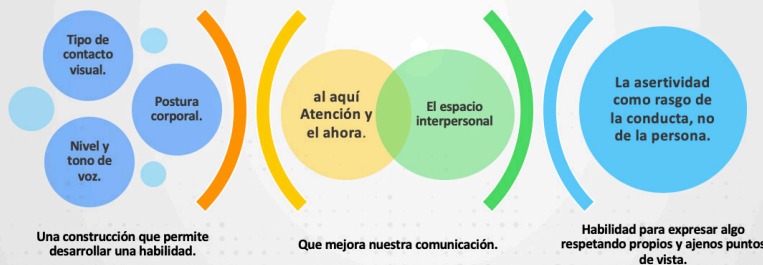 Tipo de
contacto
visual.
Postura
corporal.
Nivel y
tono de
voz.
al aquí
Atención y
el ahora.
El espacio
interpersonal
La asertividad
como rasgo de
la conducta, no
de la persona.
Una construcción que permite
desarrollar una habilidad.
Que mejora nuestra comunicación.
Habilidad para expresar algo
respetando propios y ajenos puntos
de vista.